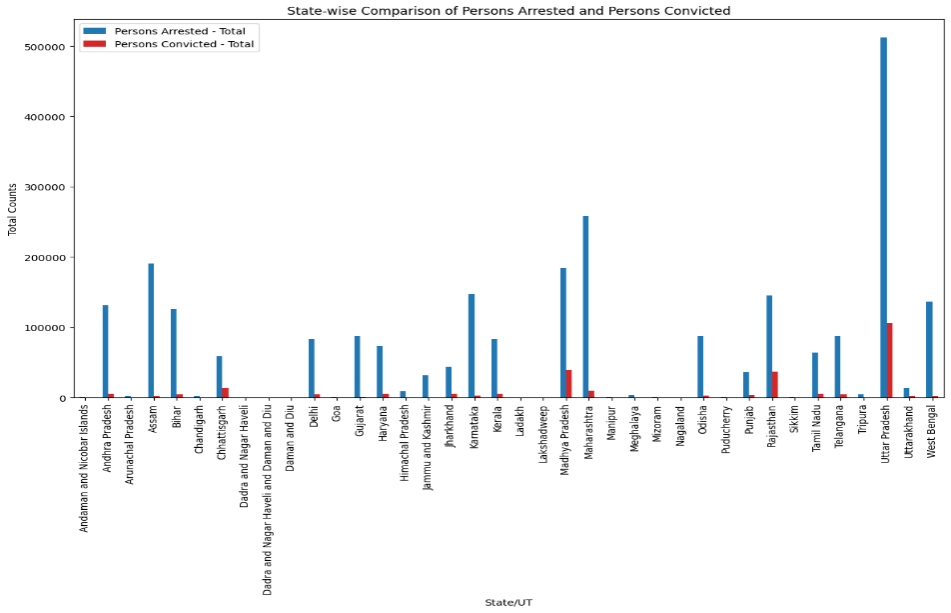 State-wise Comparison of Persons Arrested and Persons Convicted
Persons Arrested - Total
Persons Convicted - Total
500000
400000
300000
200000
100000
0
Total Counts
Andaman and Nicobar Islands
Andhra Pradesh
Arunachal Pradesh
Assam
Bihar
Chandigarh
Chhattisgarh
Dadra and Nagar Haveli
Dadra and Nagar Haveli and Daman and Diu
Daman and Diu
Delhi
Goa
Gujarat
Haryana
Himachal Pradesh
Jammu and Kashmir
Jharkhand
Karnataka
Kerala
Ladakh
Lakshadweep
Madhya Pradesh
Maharashtra
Manipur
Meghalaya
Mizoram
Nagaland
Odisha
Puducherry
Punjab
Rajasthan
Sikkim
Tamil Nadu
Telangana
Tripura
Uttar Pradesh
Uttarakhand
West Bengal
State/UT